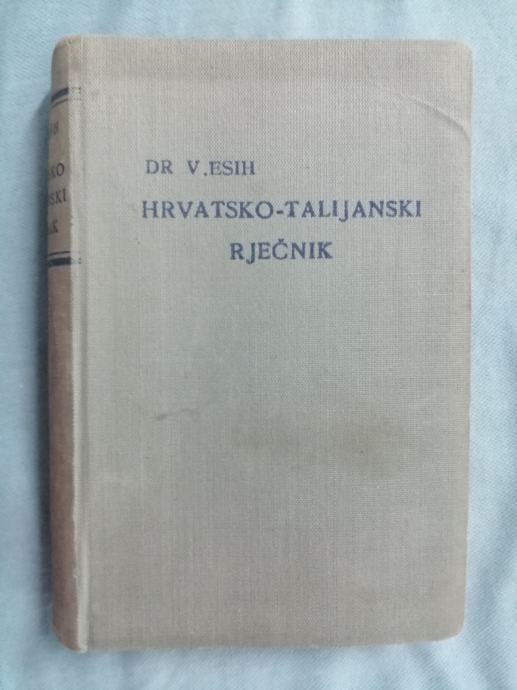 DR V. ESIH
HRVATSKO-TALIJANSKI
RJEČNIK